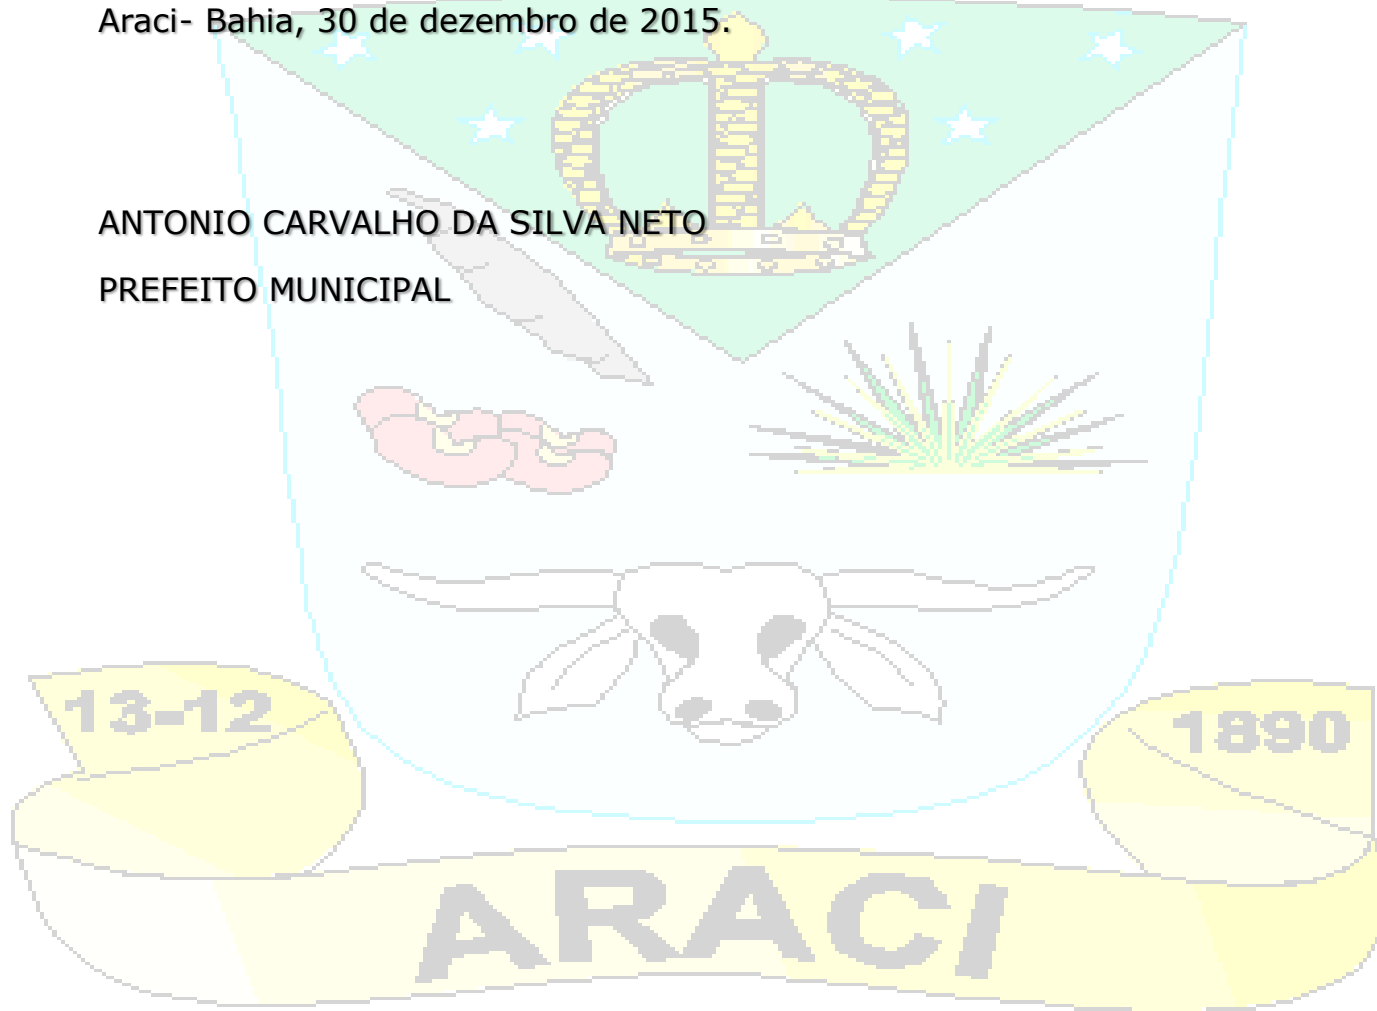 Araci- Bahia, 30 de dezembro de 2015.
ANTONIO CARVALHO DA SILVA NETO
PREFEITO MUNICIPAL
13-12
1890
ARACI